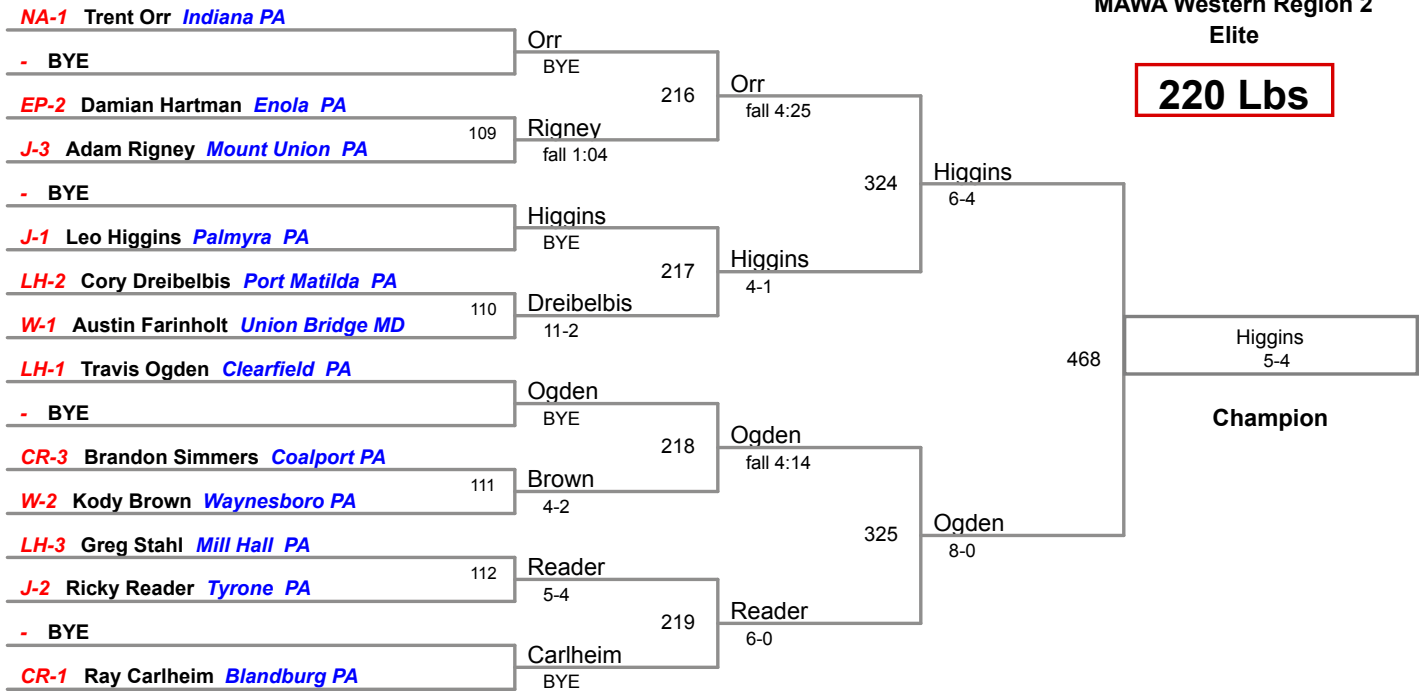 MAWA Western Region 2
Elite
220 Lbs
NA-1 Trent Orr Indiana PA
- BYE
EP-2 Damian Hartman Enola PA
J-3 Adam Rigney Mount Union PA
- BYE
J-1 Leo Higgins Palmyra PA
LH-2 Cory Dreibelbis Port Matilda PA
W-1 Austin Farinholt Union Bridge MD
LH-1 Travis Ogden Clearfield PA
- BYE
CR-3 Brandon Simmers Coalport PA
W-2 Kody Brown Waynesboro PA
LH-3 Greg Stahl Mill Hall PA
J-2 Ricky Reader Tyrone PA
- BYE
CR-1 Ray Carlheim Blandburg PA
109
110
111
112
Orr
BYE
Rigney
fall 1:04
Higgins
BYE
Dreibelbis
11-2
Ogden
BYE
Brown
4-2
Reader
5-4
Carlheim
BYE
216
217
218
219
Orr
fall 4:25
Higgins
4-1
Ogden
fall 4:14
Reader
6-0
324
325
Higgins
6-4
Ogden
8-0
468
Higgins
5-4
Champion